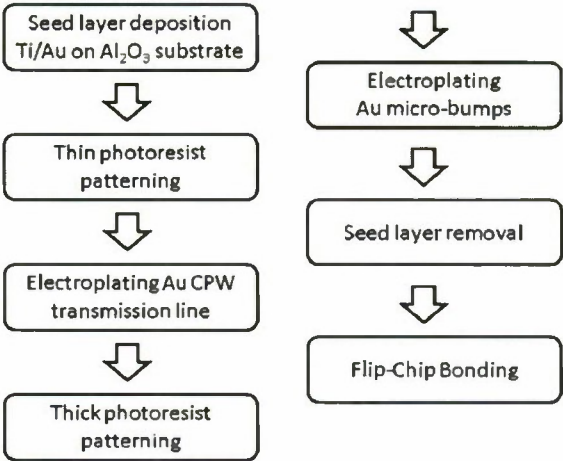 Seed layer deposition
Ti/Au on Al₂O₃ substrate
Thin photoresist
patterning
Electroplating Au CPW
transmission line
Thick photoresist
patterning
Electroplating
Au micro-bumps
Seed layer removal
Flip-Chip Bonding